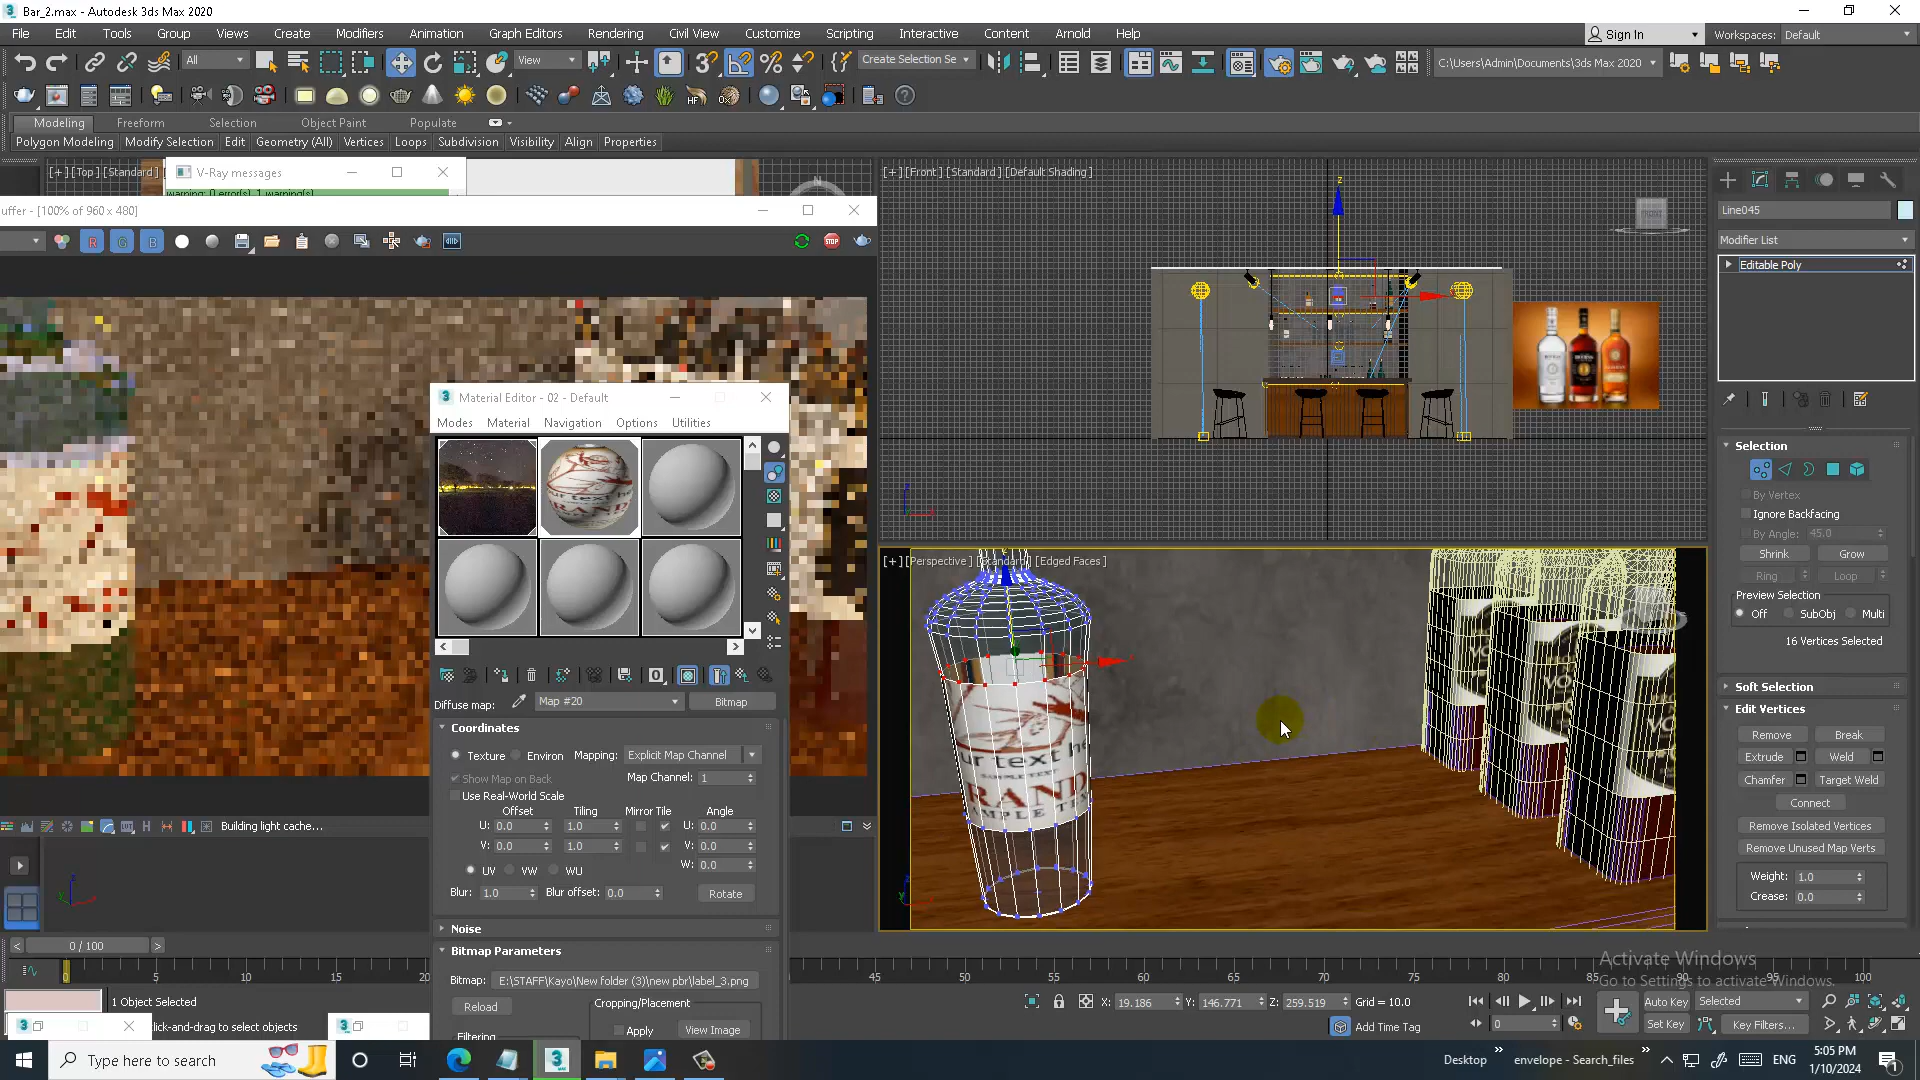 Bar_2.max - Autodesk 3ds Max 2020
File Edit Tools Group Views Create Modifiers Animation Graph Editors Rendering Civil View Customize Scripting Interactive Content Arnold Help
Sign In Workspaces: Default
All View Create Selection Se C:\Users\Admin\Documents\3ds Max 2020
Modeling Freeform Selection Object Paint Populate
Polygon Modeling Modify Selection Edit Geometry (All) Vertices Loops Subdivision Visibility Align Properties
[+] [Top] [Standard]
V-Ray messages
warning: 0 error(s), 1 warning(s)
uffer - [100% of 960 x 480]
R G B
Building light cache...
[+] [Front] [Standard] [Default Shading]
FRONT
[+] [Perspective] [Standard] [Edged Faces]
Material Editor - 02 - Default
Modes Material Navigation Options Utilities
Diffuse map: Map #20 Bitmap
Coordinates
Texture Environ Mapping: Explicit Map Channel
Show Map on Back Map Channel: 1
Use Real-World Scale
Offset Tiling Mirror Tile Angle
U: 0.0 1.0 U: 0.0
V: 0.0 1.0 V: 0.0
UV VW WU W: 0.0
Blur: 1.0 Blur offset: 0.0 Rotate
Noise
Bitmap Parameters
Bitmap: E:\STAFF\Kayo\New folder (3)\new pbr\label_3.png
Reload Cropping/Placement
Apply View Image
Filtering
Line045
Modifier List
Editable Poly
Selection
By Vertex
Ignore Backfacing
By Angle: 45.0
Shrink Grow
Ring Loop
Preview Selection
Off SubObj Multi
16 Vertices Selected
Soft Selection
Edit Vertices
Remove Break
Extrude Weld
Chamfer Target Weld
Connect
Remove Isolated Vertices
Remove Unused Map Verts
Weight: 1.0
Crease: 0.0
0 / 100
0 5 10 15 20 45 50 55 60 65 70 75 80 85 90 95 100
Activate Windows
Go to Settings to activate Windows.
1 Object Selected
click-and-drag to select objects
X: 19.186 Y: 146.771 Z: 259.519 Grid = 10.0
Add Time Tag
0
Auto Key Selected
Set Key Key Filters...
Type here to search
Desktop envelope - Search_files ENG
5:05 PM
1/10/2024